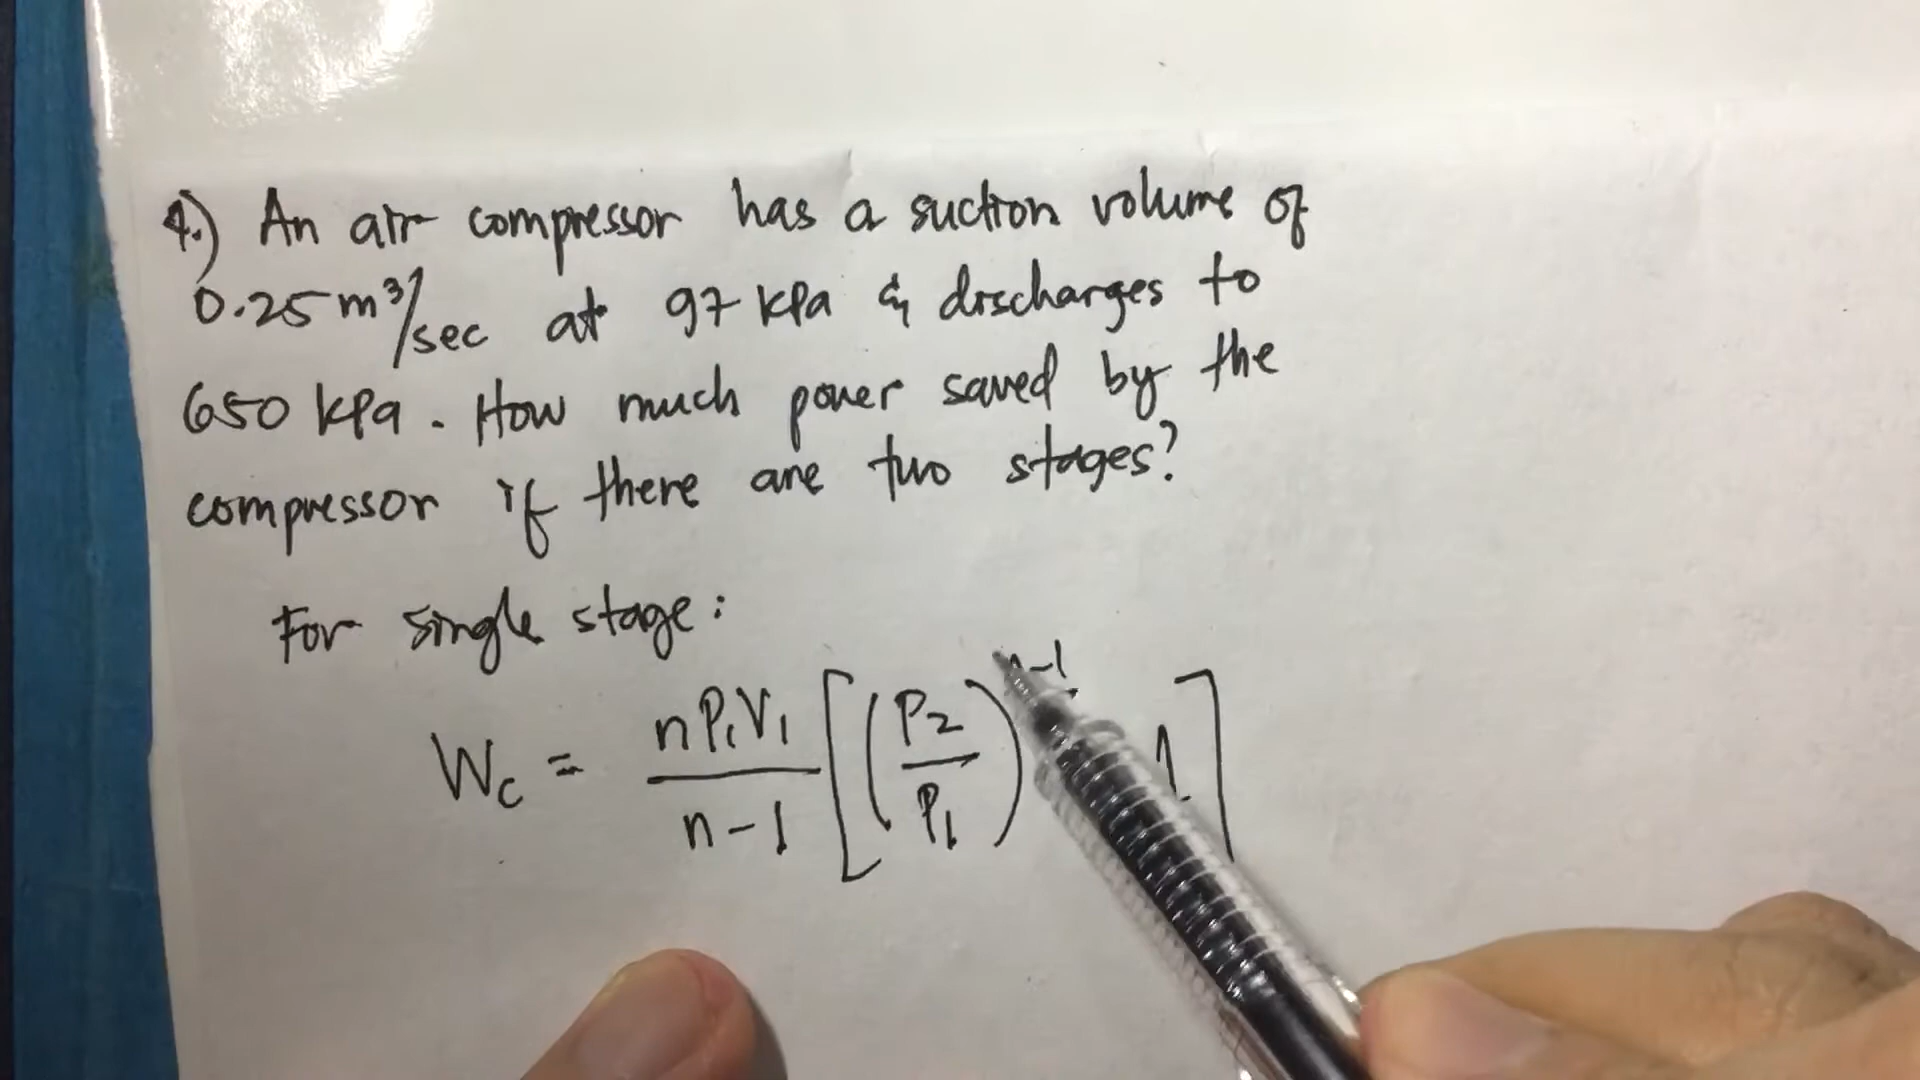 4.) An air compressor has a suction volume of
0.25 m³/sec at 97 kPa & discharges to
650 kPa. How much power saved by the
compressor if there are two stages?
For single stage:
Wc = nP₁V₁/n-1 [(P₂/P₁)ⁿ⁻¹ 1]